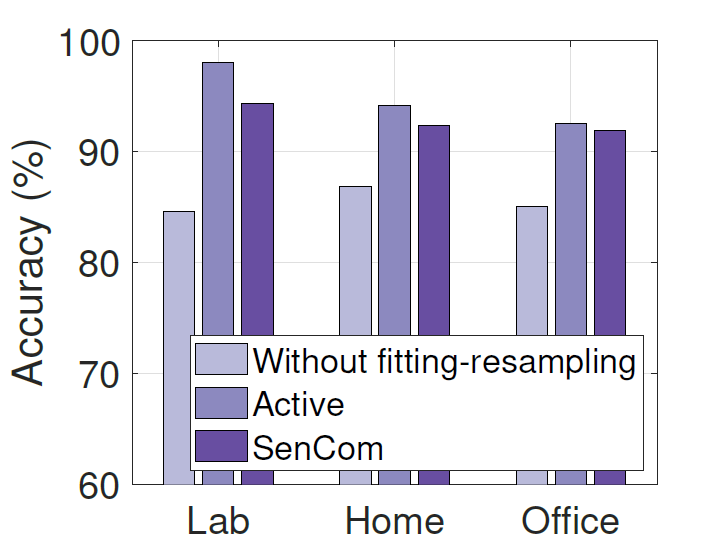 100
90
80
70
60
Accuracy (%)
Without fitting-resampling
Active
SenCom
Lab Home Office